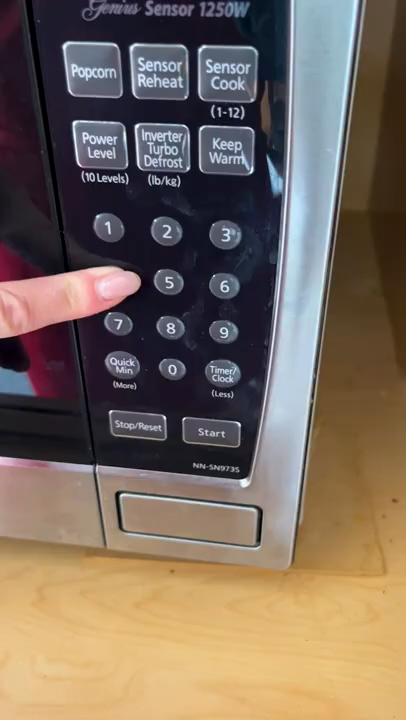 Genius Sensor 1250W
Popcorn
Sensor
Reheat
Sensor
Cook
(1-12)
Power
Level
(10 Levels)
Inverter
Turbo
Defrost
(lb/kg)
Keep
Warm
1
2
3
5
6
7
8
9
Quick
Min
(More)
0
Timer/
Clock
(Less)
Stop/Reset
Start
NN-SN973S